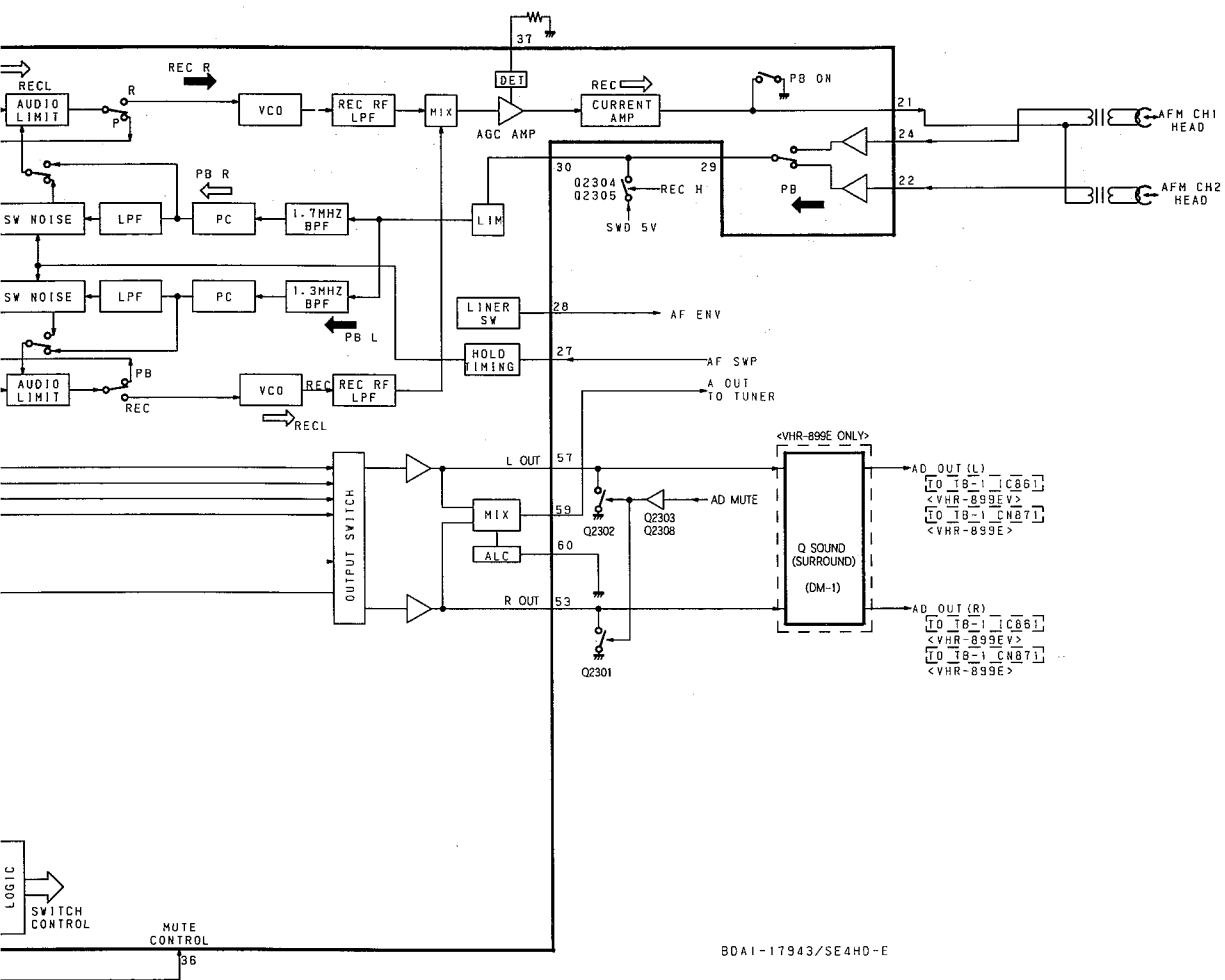 37
REC R
RECL
AUDIO
LIMIT
R
P
VCO
REC RF
LPF
MIX
DET
AGC AMP
REC
CURRENT
AMP
PB ON
21
24
22
AFM CH1
HEAD
AFM CH2
HEAD
PB R
SW NOISE
LPF
PC
1.7MHZ
BPF
LIM
30
29
Q2304
Q2305
REC H
SWD 5V
PB
SW NOISE
LPF
PC
1.3MHZ
BPF
PB L
LINER
SW
28
AF ENV
HOLD
TIMING
27
AF SWP
A OUT
TO TUNER
AUDIO
LIMIT
PB
REC
VCO
REC
REC RF
LPF
RECL
OUTPUT SWITCH
L OUT
57
MIX
59
ALC
60
R OUT
53
Q2302
Q2303
Q2308
AD MUTE
Q2301
<VHR-899E ONLY>
Q SOUND
(SURROUND)
(DM-1)
AD OUT(L)
TO TB-1 IC861
<VHR-899EV>
TO TB-1 CN871
<VHR-899E>
AD OUT(R)
TO TB-1 IC861
<VHR-899EV>
TO TB-1 CN871
<VHR-899E>
LOGIC
SWITCH
CONTROL
MUTE
CONTROL
36
BDA1-17943/SE4HD-E